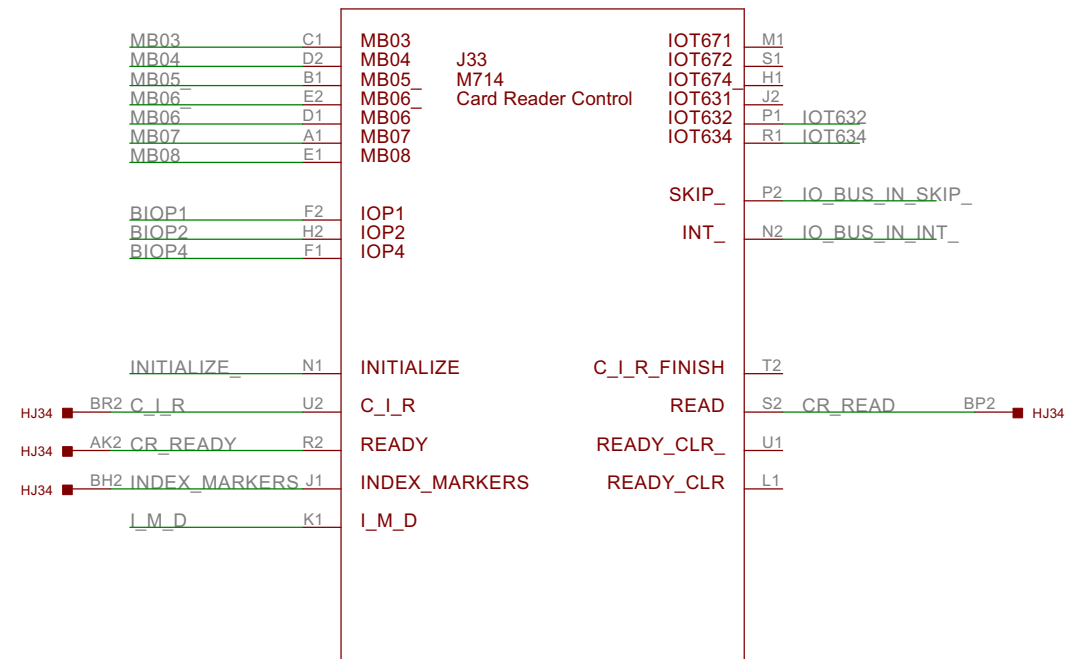 MB03 C1 MB03 IOT671 M1
MB04 D2 MB04 J33 IOT672 S1
MB05_ B1 MB05_ M714 IOT674_ H1
MB06_ E2 MB06_ Card Reader Control IOT631 J2
MB06 D1 MB06 IOT632 P1 IOT632
MB07 A1 MB07 IOT634 R1 IOT634
MB08 E1 MB08
SKIP_ P2 IO_BUS_IN_SKIP_
BIOP1 F2 IOP1
BIOP2 H2 IOP2 INT_ N2 IO_BUS_IN_INT_
BIOP4 F1 IOP4
INITIALIZE_ N1 INITIALIZE C_I_R_FINISH T2
HJ34 BR2 C_I_R U2 C_I_R READ S2 CR_READ BP2 HJ34
HJ34 AK2 CR_READY R2 READY READY_CLR_ U1
HJ34 BH2 INDEX_MARKERS J1 INDEX_MARKERS READY_CLR L1
I_M_D K1 I_M_D